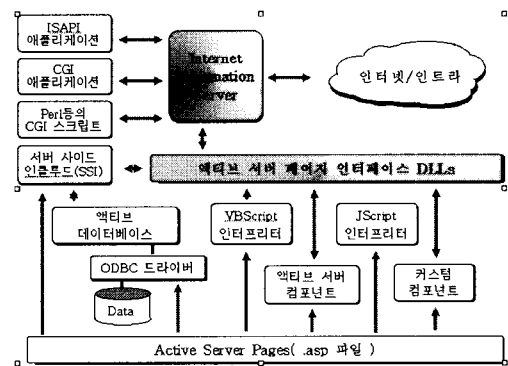 ISAPI
애플리케이션
CGI
애플리케이션
Perl등의
CGI 스크립트
서버 사이드
인클루드(SSI)
Internet
Server
인터넷/인트라
액티브 서버 페이지 인터페이스 DLLs
액티브
데이터베이스
ODBC 드라이버
Data
VBScript
인터프리터
JScript
인터프리터
액티브 서버
컴포넌트
커스텀
컴포넌트
Active Server Pages( .asp 파일 )